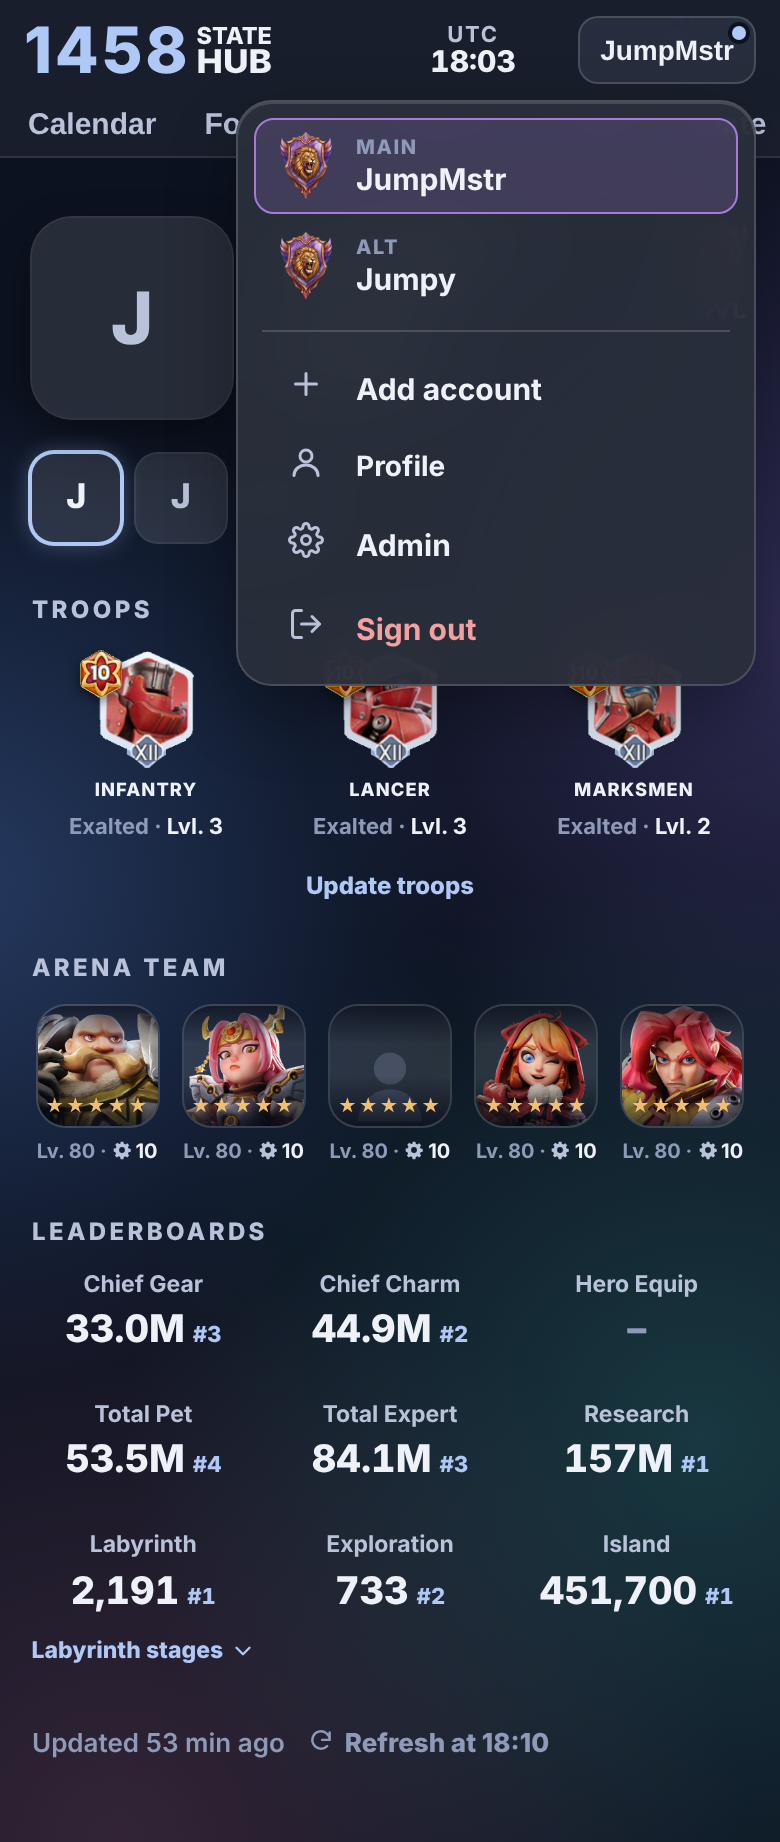 1458 STATE HUB
UTC
18:03
JumpMstr
Calendar
MAIN
JumpMstr
ALT
Jumpy
J
Add account
J J
Profile
Admin
Sign out
TROOPS
10 10 10
XII XII XII
INFANTRY LANCER MARKSMEN
Exalted · Lvl. 3 Exalted · Lvl. 3 Exalted · Lvl. 2
Update troops
ARENA TEAM
Lv. 80 · 10 Lv. 80 · 10 Lv. 80 · 10 Lv. 80 · 10 Lv. 80 · 10
LEADERBOARDS
Chief Gear Chief Charm Hero Equip
33.0M #3 44.9M #2 –
Total Pet Total Expert Research
53.5M #4 84.1M #3 157M #1
Labyrinth Exploration Island
2,191 #1 733 #2 451,700 #1
Labyrinth stages
Updated 53 min ago Refresh at 18:10